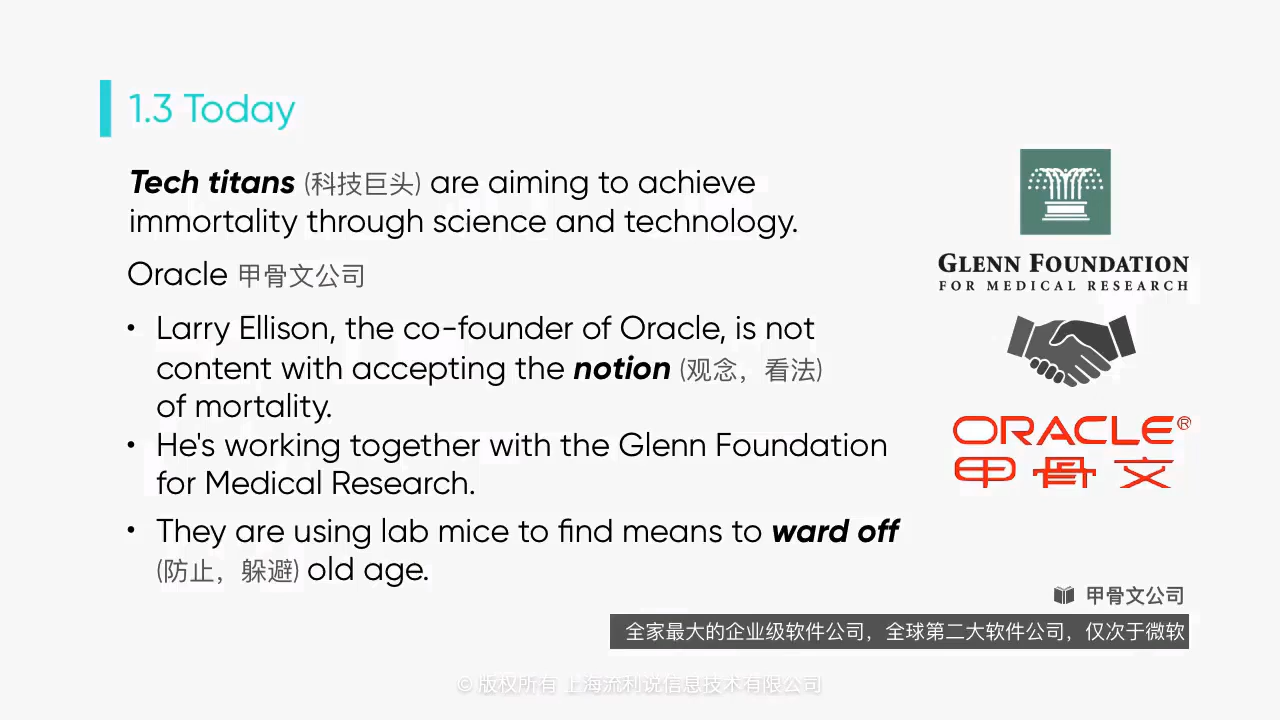 1.3 Today
Tech titans (科技巨头) are aiming to achieve
immortality through science and technology.
Oracle 甲骨文公司
• Larry Ellison, the co-founder of Oracle, is not
content with accepting the notion (观念，看法)
of mortality.
• He's working together with the Glenn Foundation
for Medical Research.
• They are using lab mice to find means to ward off
(防止，躲避) old age.
GLENN FOUNDATION
FOR MEDICAL RESEARCH
ORACLE®
甲骨文
甲骨文公司
全家最大的企业级软件公司，全球第二大软件公司，仅次于微软
© 版权所有 上海流利说信息技术有限公司